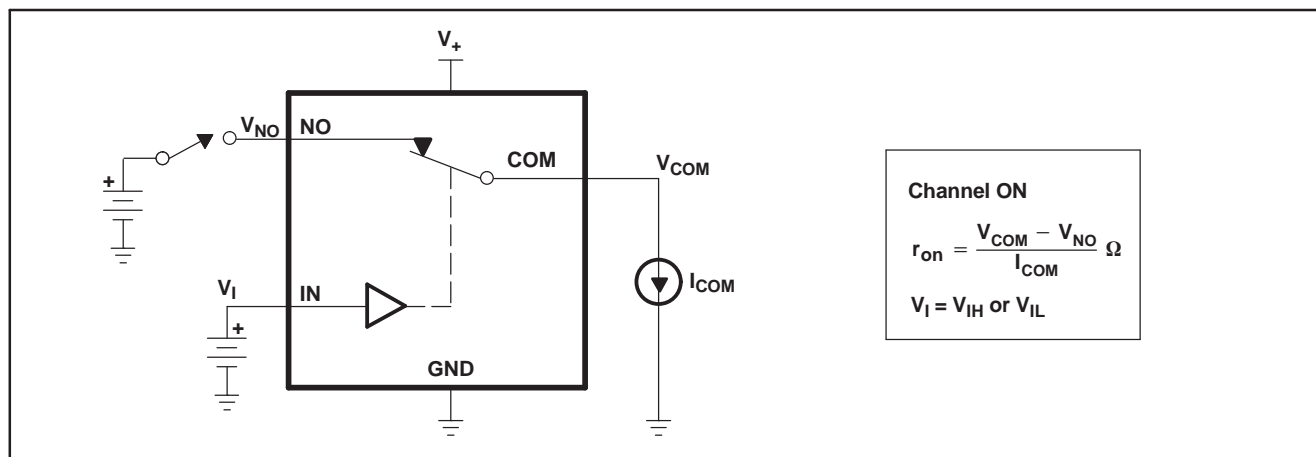 V+
VNO NO
COM VCOM
+
VI IN
+
ICOM
GND
Channel ON
ron = VCOM − VNO / ICOM Ω
VI = VIH or VIL